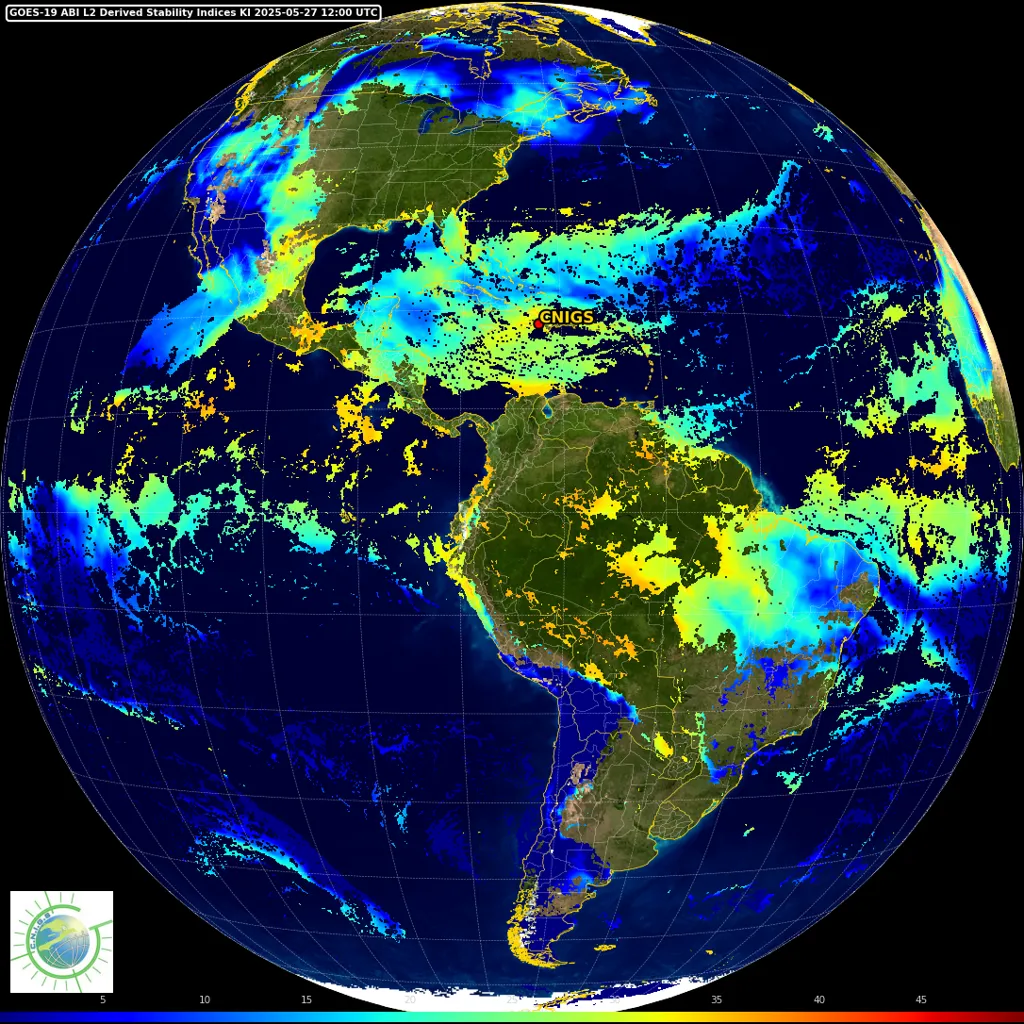 GOES-19 ABI L2 Derived Stability Indices KI 2025-05-27 12:00 UTC
CNIGS
C.N.I.G.S
5 10 15 20 25 35 40 45